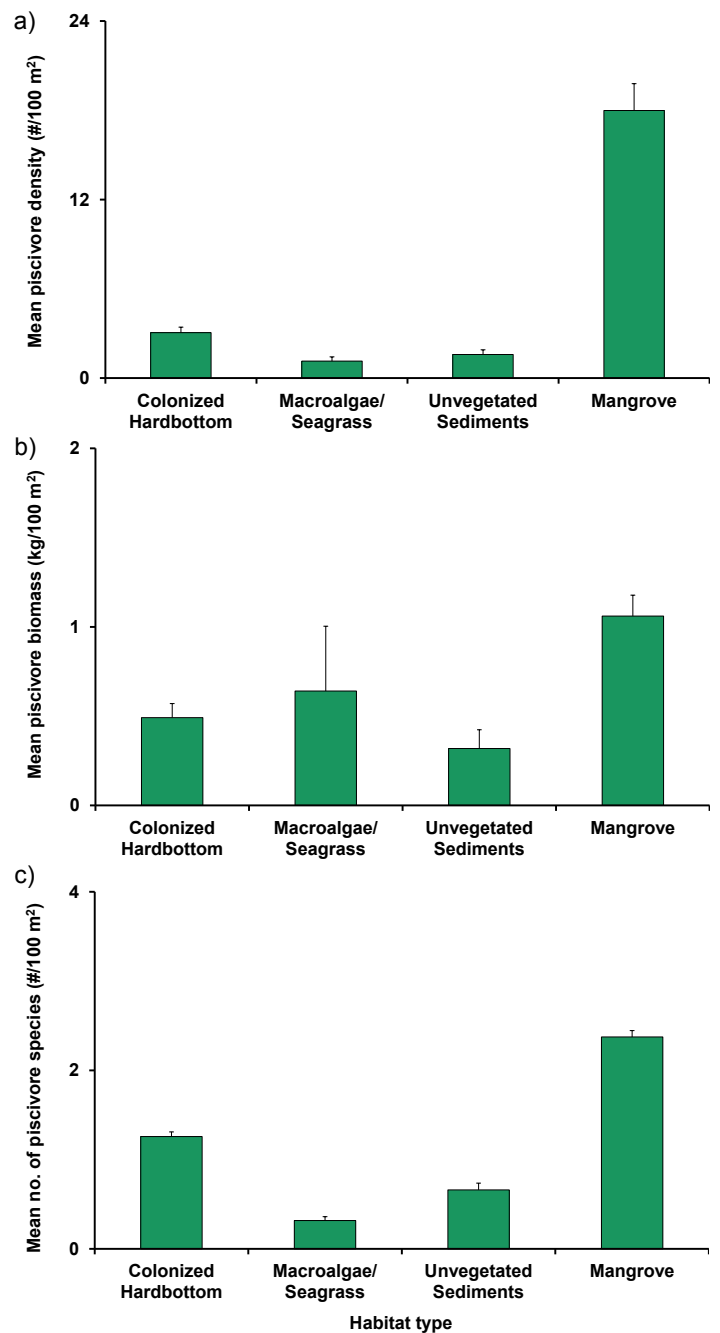 a)
Mean piscivore density (#/100 m²)
24
12
0
Colonized Hardbottom
Macroalgae/ Seagrass
Unvegetated Sediments
Mangrove
b)
Mean piscivore biomass (kg/100 m²)
2
1
0
Colonized Hardbottom
Macroalgae/ Seagrass
Unvegetated Sediments
Mangrove
c)
Mean no. of piscivore species (#/100 m²)
4
2
0
Colonized Hardbottom
Macroalgae/ Seagrass
Unvegetated Sediments
Mangrove
Habitat type